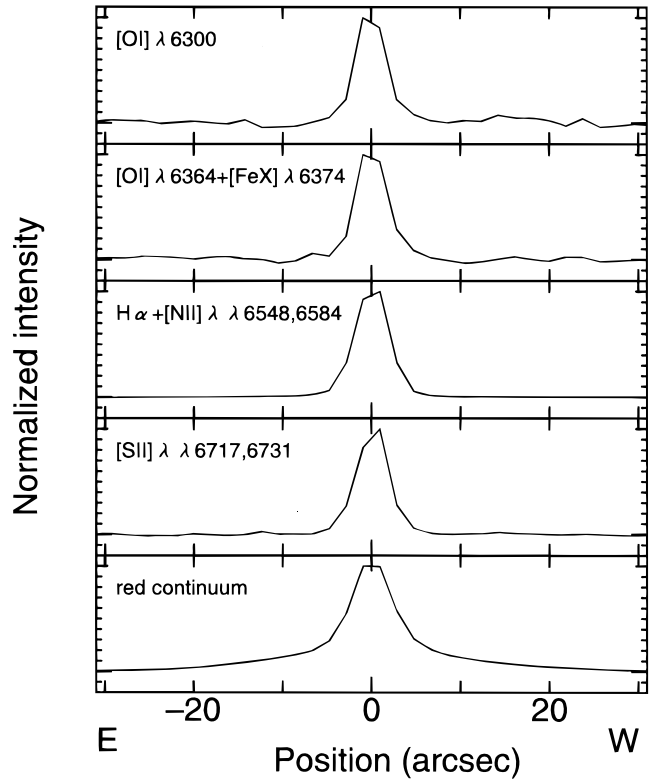 [OI] λ 6300
[OI] λ 6364+[FeX] λ 6374
Hα+[NII] λ λ 6548,6584
[SII] λ λ 6717,6731
red continuum
Normalized intensity
−20 0 20
E W
Position (arcsec)